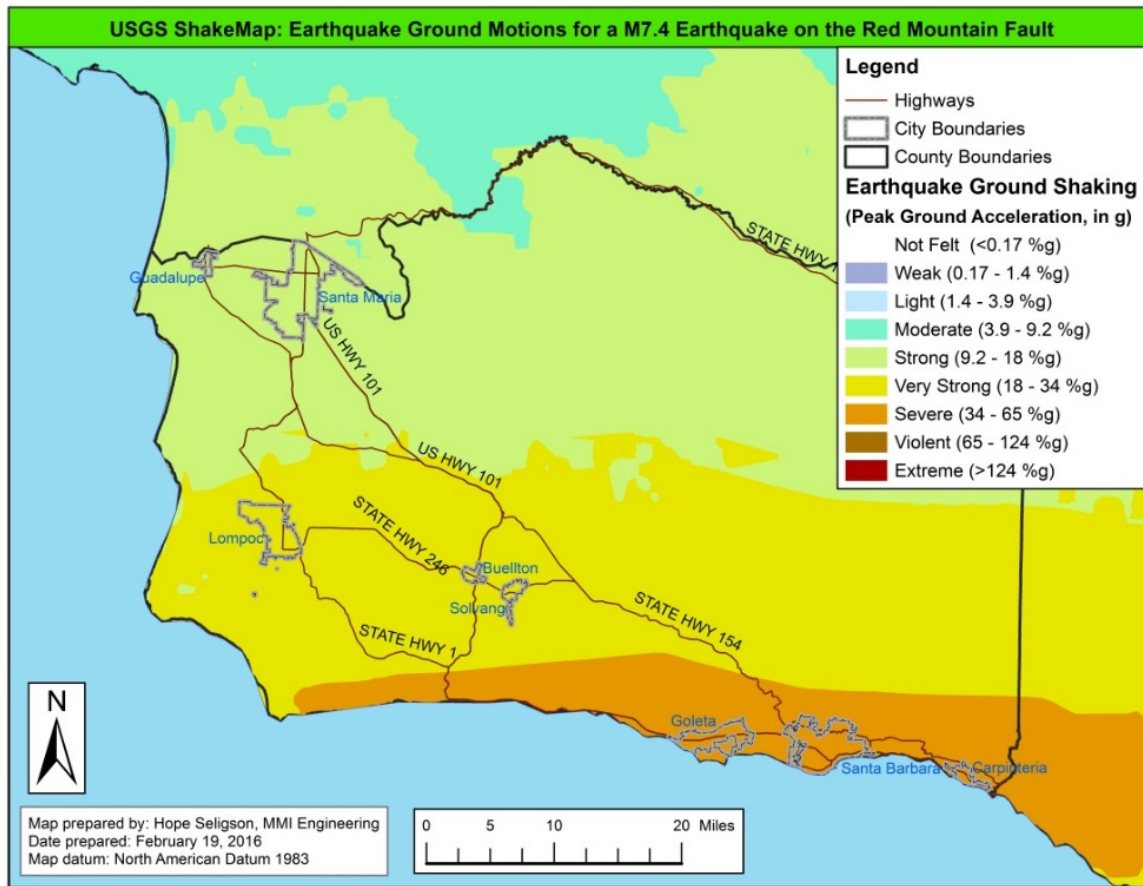 USGS ShakeMap: Earthquake Ground Motions for a M7.4 Earthquake on the Red Mountain Fault
Legend
Highways
City Boundaries
County Boundaries
Earthquake Ground Shaking
(Peak Ground Acceleration, in g)
Not Felt (<0.17 %g)
Weak (0.17 - 1.4 %g)
Light (1.4 - 3.9 %g)
Moderate (3.9 - 9.2 %g)
Strong (9.2 - 18 %g)
Very Strong (18 - 34 %g)
Severe (34 - 65 %g)
Violent (65 - 124 %g)
Extreme (>124 %g)
STATE HWY 1
Guadalupe
Santa Maria
US HWY 101
US HWY 101
Lompoc
STATE HWY 246
Buellton
Solvang
STATE HWY 1
STATE HWY 154
N
Goleta
Santa Barbara
Carpinteria
Map prepared by: Hope Seligson, MMI Engineering
Date prepared: February 19, 2016
Map datum: North American Datum 1983
0 5 10 20 Miles